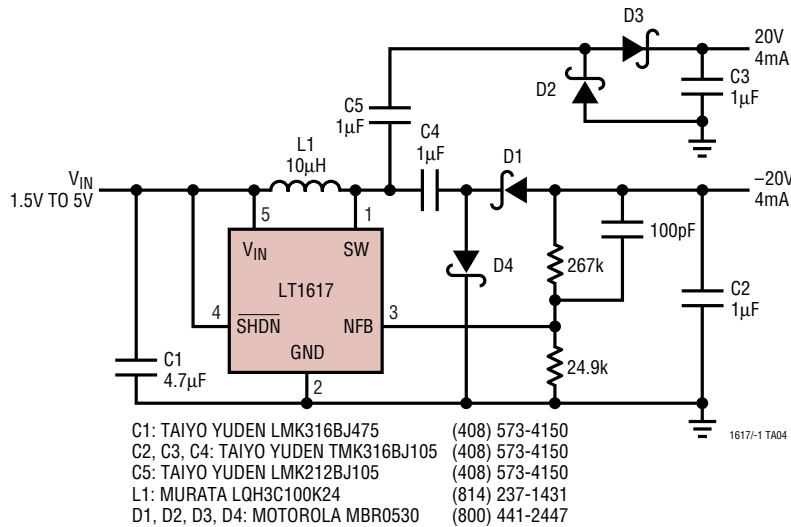 D3
20V
4mA
C3
1µF
D2
C5
1µF
C4
1µF
L1
10µH
D1
VIN
1.5V TO 5V
–20V
4mA
5
1
VIN
SW
100pF
D4
267k
LT1617
C2
1µF
4
SHDN
NFB
3
GND
24.9k
C1
4.7µF
2
C1: TAIYO YUDEN LMK316BJ475 (408) 573-4150
C2, C3, C4: TAIYO YUDEN TMK316BJ105 (408) 573-4150
C5: TAIYO YUDEN LMK212BJ105 (408) 573-4150
L1: MURATA LQH3C100K24 (814) 237-1431
D1, D2, D3, D4: MOTOROLA MBR0530 (800) 441-2447
1617/-1 TA04